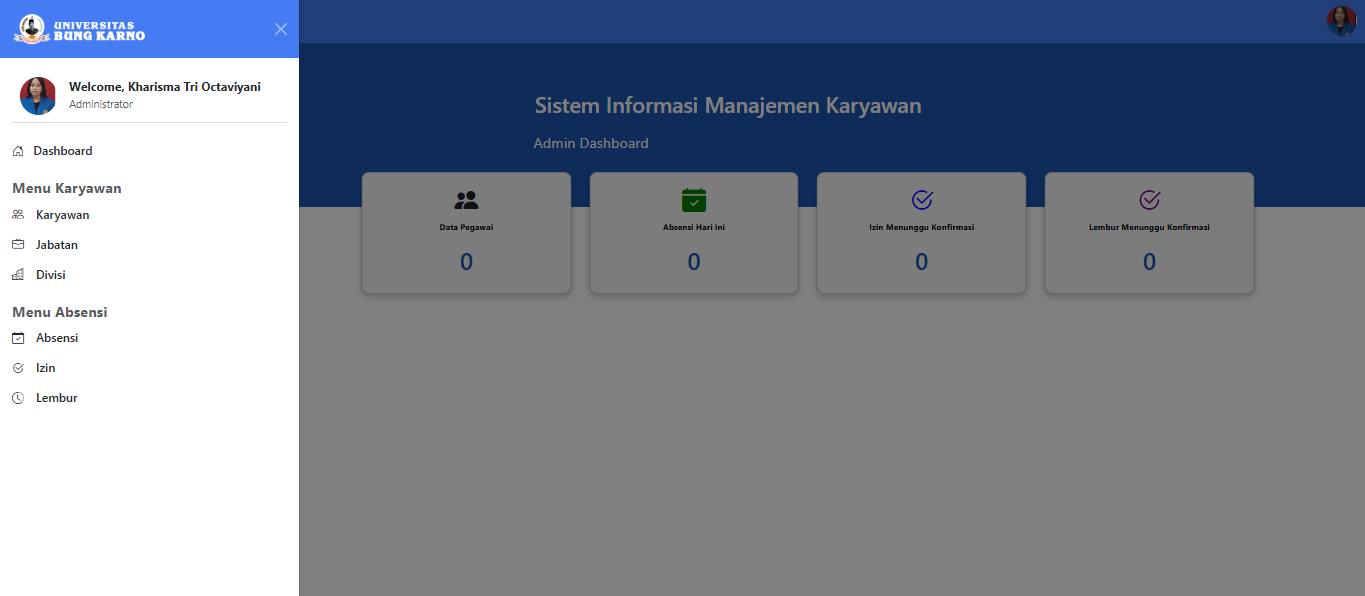 UNIVERSITAS
BUNG KARNO
Welcome, Kharisma Tri Octaviyani
Administrator
Dashboard
Menu Karyawan
Karyawan
Jabatan
Divisi
Menu Absensi
Absensi
Izin
Lembur
Sistem Informasi Manajemen Karyawan
Admin Dashboard
Data Pegawai
0
Absensi Hari Ini
0
Izin Menunggu Konfirmasi
0
Lembur Menunggu Konfirmasi
0